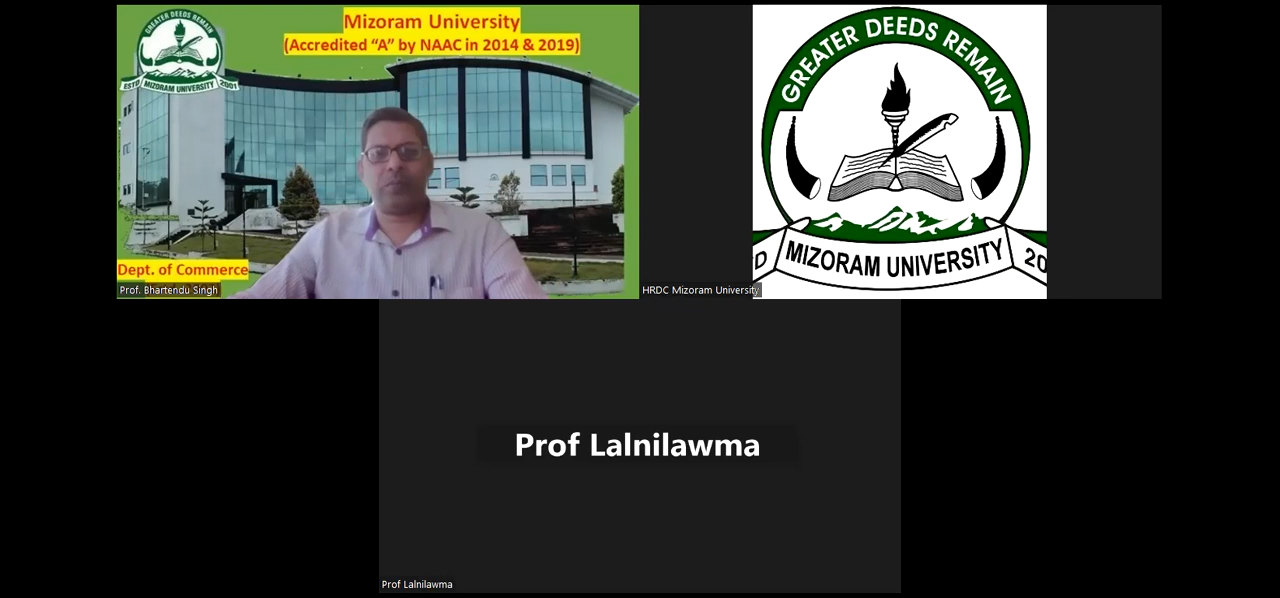 GREATER DEEDS REMAIN
ESTD MIZORAM UNIVERSITY 2001
Mizoram University
(Accredited “A” by NAAC in 2014 & 2019)
Dept. of Commerce
Prof. Bhartendu Singh
GREATER DEEDS REMAIN
D MIZORAM UNIVERSITY 20
HRDC Mizoram University
Prof Lalnilawma
Prof Lalnilawma